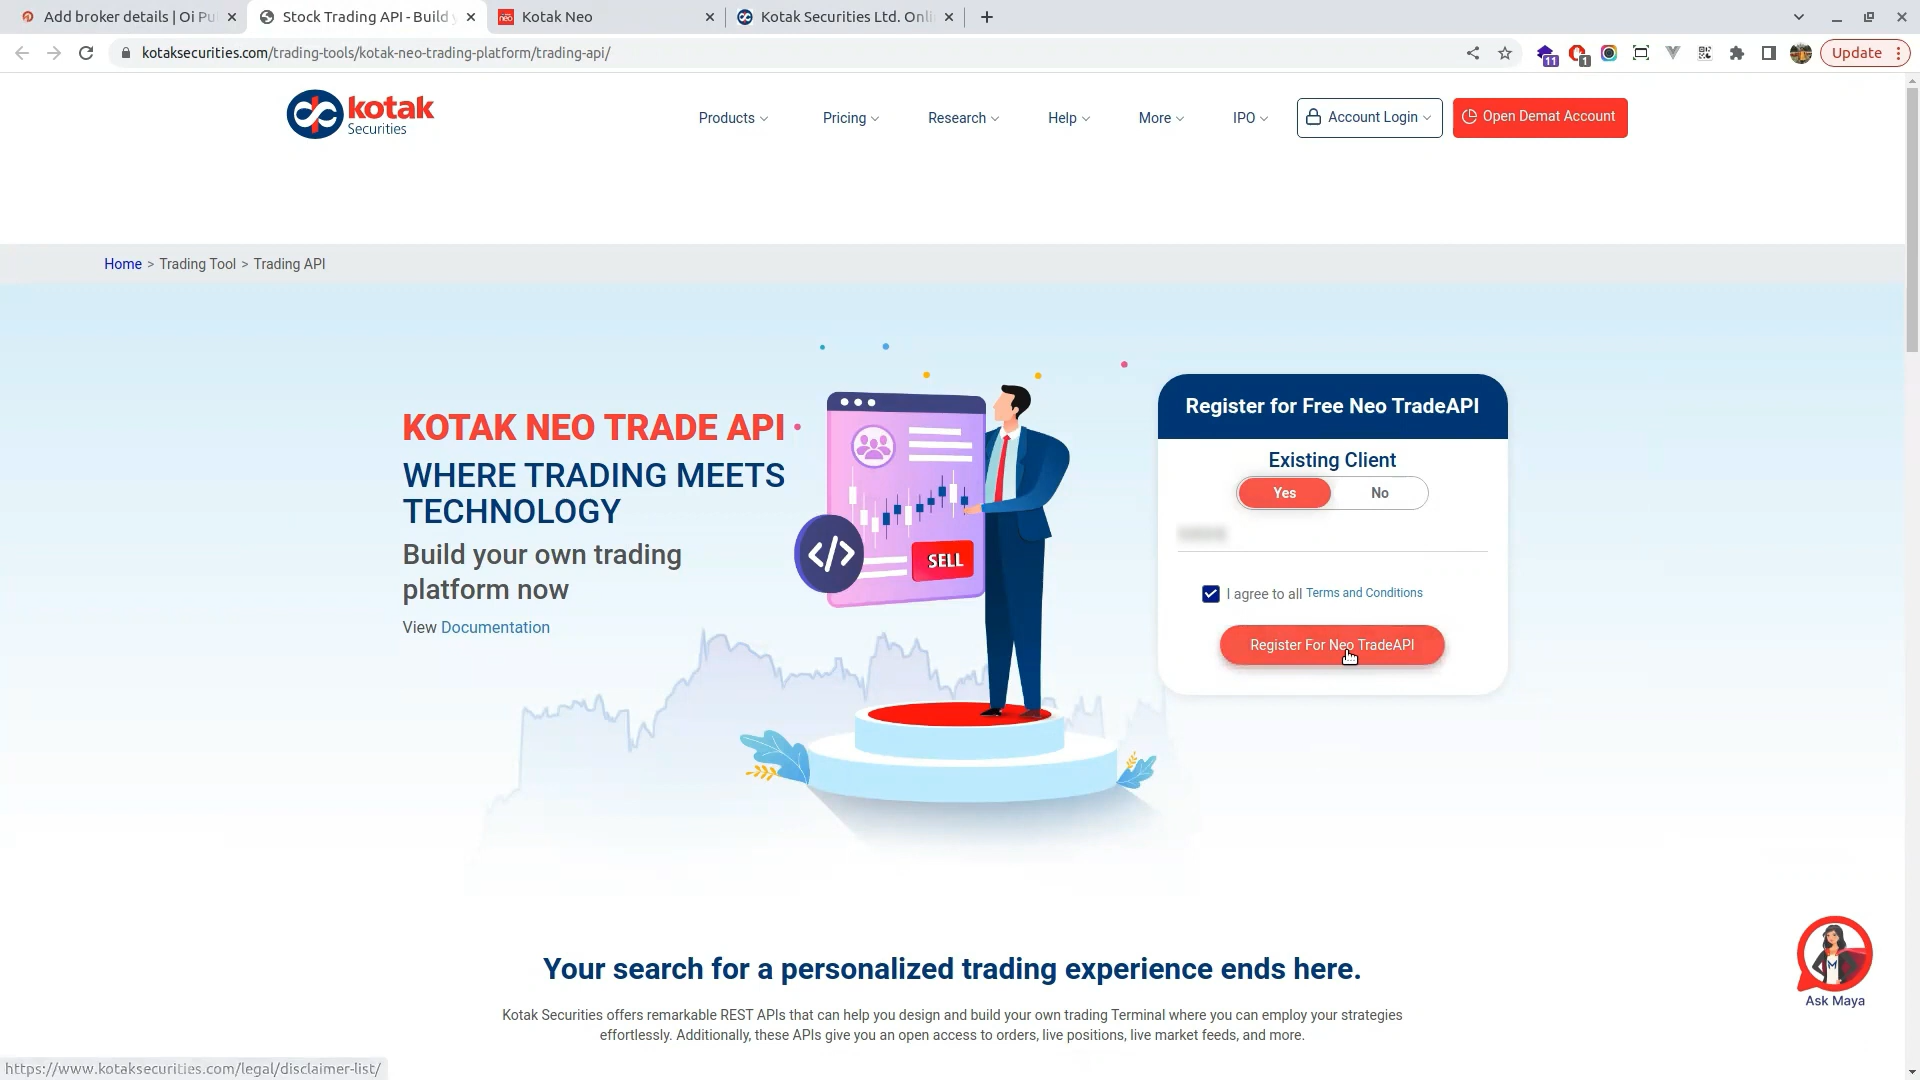 Add broker details | Oi Pu
Stock Trading API - Build y
neo
Kotak Neo
Kotak Securities Ltd. Onli
kotaksecurities.com/trading-tools/kotak-neo-trading-platform/trading-api/
11
1
Update
kotak
Securities
Products
Pricing
Research
Help
More
IPO
Account Login
Open Demat Account
Home > Trading Tool > Trading API
KOTAK NEO TRADE API
WHERE TRADING MEETS
TECHNOLOGY
Build your own trading
platform now
View Documentation
</>
SELL
Register for Free Neo TradeAPI
Existing Client
Yes
No
I agree to all Terms and Conditions
Register For Neo TradeAPI
Your search for a personalized trading experience ends here.
Kotak Securities offers remarkable REST APIs that can help you design and build your own trading Terminal where you can employ your strategies
effortlessly. Additionally, these APIs give you an open access to orders, live positions, live market feeds, and more.
M
Ask Maya
https://www.kotaksecurities.com/legal/disclaimer-list/